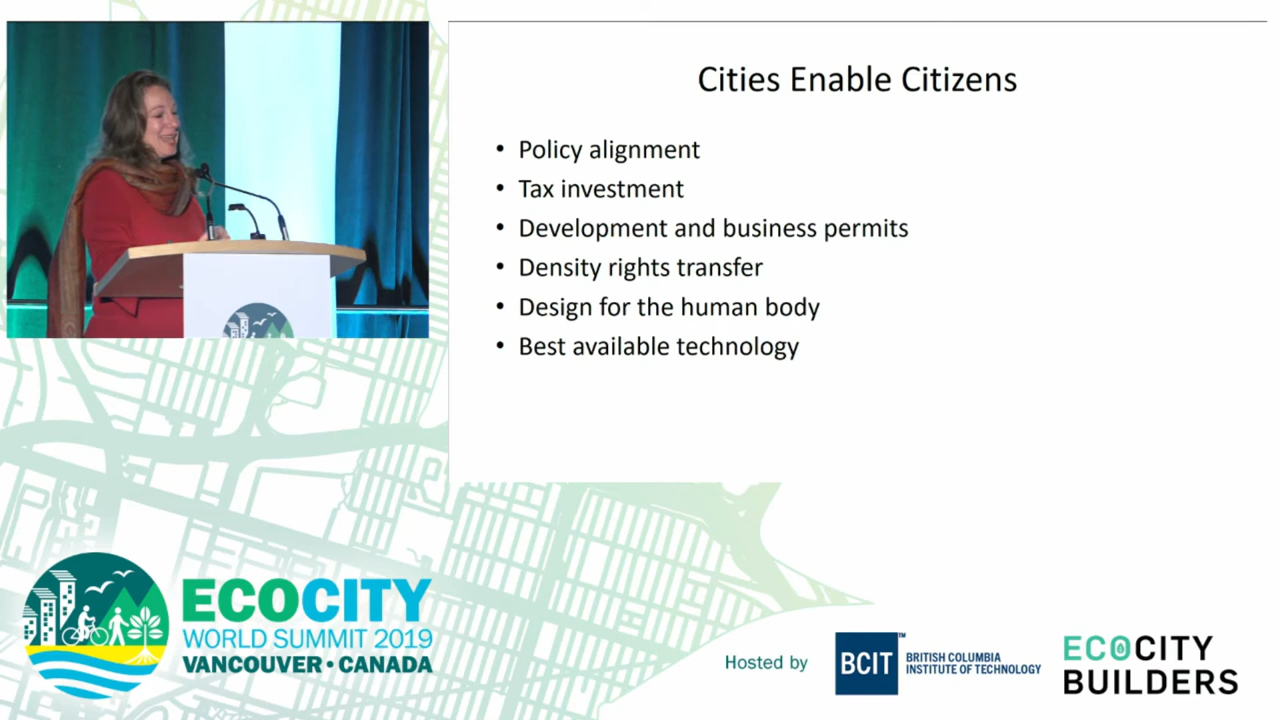 Cities Enable Citizens
• Policy alignment
• Tax investment
• Development and business permits
• Density rights transfer
• Design for the human body
• Best available technology
ECOCITY
WORLD SUMMIT 2019
VANCOUVER • CANADA
Hosted by
BCIT™
BRITISH COLUMBIA
INSTITUTE OF TECHNOLOGY
ECOCITY
BUILDERS